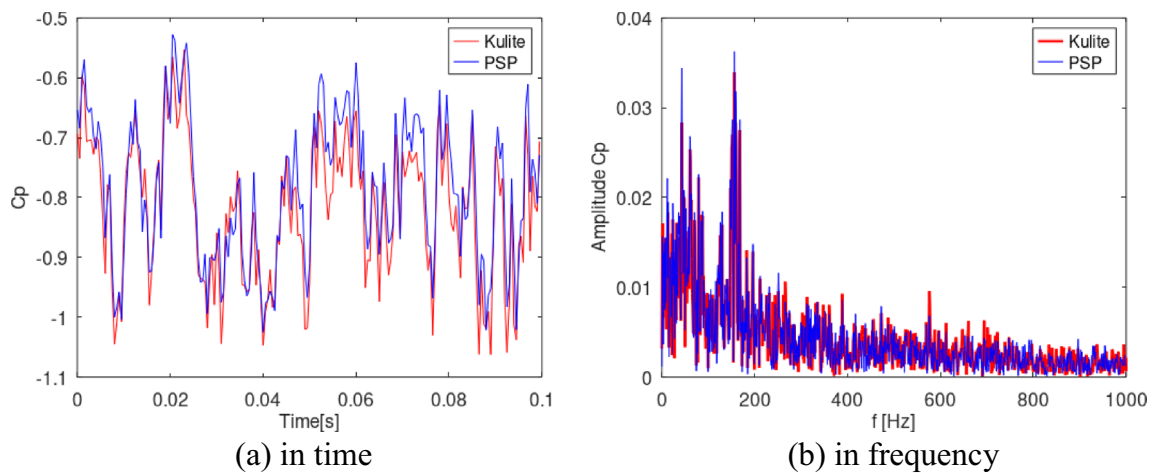 -0.5
-0.6
-0.7
-0.8
-0.9
-1
-1.1
Cp
Kulite
PSP
0 0.02 0.04 0.06 0.08 0.1
Time[s]
(a) in time
0.04
0.03
0.02
0.01
0
Amplitude Cp
Kulite
PSP
0 200 400 600 800 1000
f [Hz]
(b) in frequency